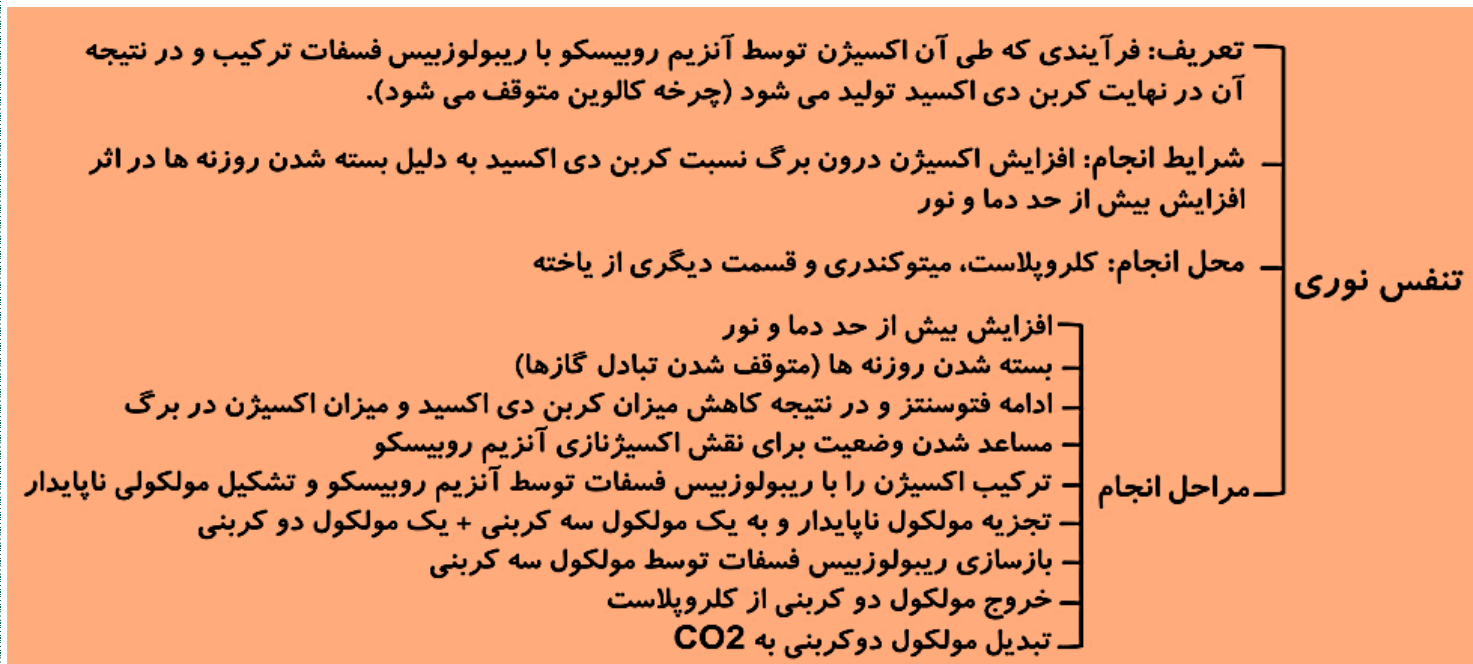 تنفس نوری
تعریف: فرآیندی که طی آن اکسیژن توسط آنزیم روبیسکو با ریبولوزبیس فسفات ترکیب و در نتیجه
آن در نهایت کربن دی اکسید تولید می شود (چرخه کالوین متوقف می شود).
شرایط انجام: افزایش اکسیژن درون برگ نسبت کربن دی اکسید به دلیل بسته شدن روزنه ها در اثر
افزایش بیش از حد دما و نور
محل انجام: کلروپلاست، میتوکندری و قسمت دیگری از یاخته
مراحل انجام
افزایش بیش از حد دما و نور
بسته شدن روزنه ها (متوقف شدن تبادل گازها)
ادامه فتوسنتز و در نتیجه کاهش میزان کربن دی اکسید و میزان اکسیژن در برگ
مساعد شدن وضعیت برای نقش اکسیژنازی آنزیم روبیسکو
ترکیب اکسیژن را با ریبولوزبیس فسفات توسط آنزیم روبیسکو و تشکیل مولکولی ناپایدار
تجزیه مولکول ناپایدار و به یک مولکول سه کربنی + یک مولکول دو کربنی
بازسازی ریبولوزبیس فسفات توسط مولکول سه کربنی
خروج مولکول دو کربنی از کلروپلاست
تبدیل مولکول دوکربنی به CO2